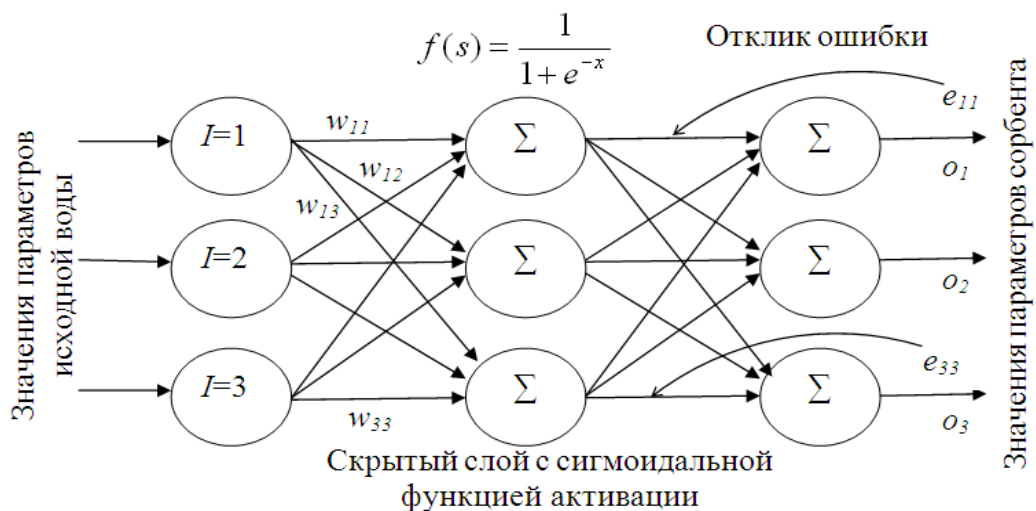 f(s) = 1 / (1 + e^{-x})
Отклик ошибки
Значения параметров
исходной воды
I=1
I=2
I=3
w₁₁
w₁₂
w₁₃
w₃₃
Σ
Σ
Σ
Σ
Σ
Σ
e₁₁
o₁
o₂
e₃₃
o₃
Значения параметров сорбента
Скрытый слой с сигмоидальной
функцией активации